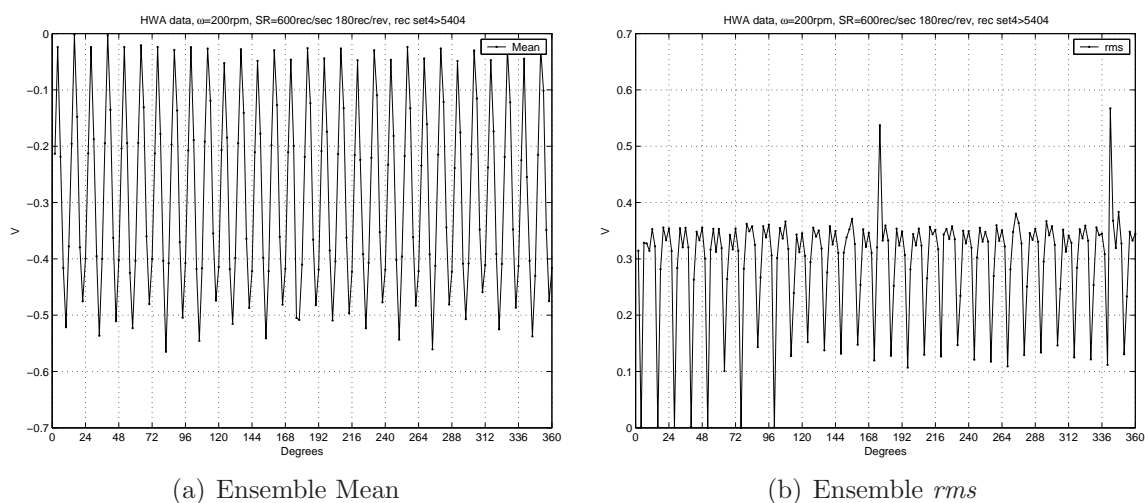 HWA data, ω=200rpm, SR=600rec/sec 180rec/rev, rec set4>5404
Mean
0
−0.1
−0.2
−0.3
−0.4
−0.5
−0.6
−0.7
V
0 24 48 72 96 120 144 168 192 216 240 264 288 312 336 360
Degrees
(a) Ensemble Mean
HWA data, ω=200rpm, SR=600rec/sec 180rec/rev, rec set4>5404
rms
0.7
0.6
0.5
0.4
0.3
0.2
0.1
0
V
0 24 48 72 96 120 144 168 192 216 240 264 288 312 336 360
Degrees
(b) Ensemble rms